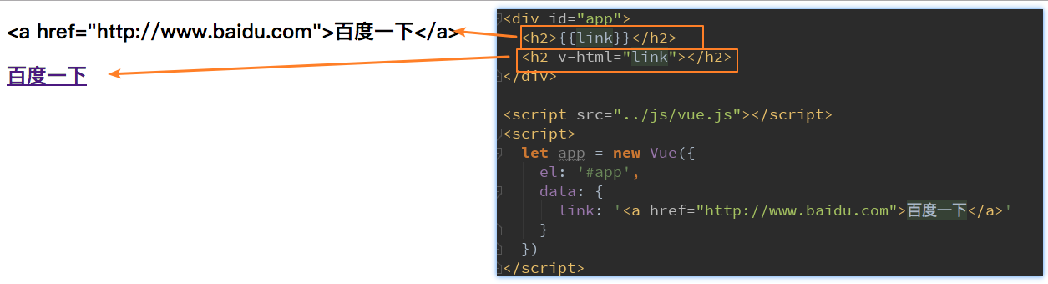 <a href="http://www.baidu.com">百度一下</a>
百度一下
<div id="app">
<h2>{{link}}</h2>
<h2 v-html="link"></h2>
</div>
<script src="../js/vue.js"></script>
<script>
let app = new Vue({
el: '#app',
data: {
link: '<a href="http://www.baidu.com">百度一下</a>'
}
})
</script>